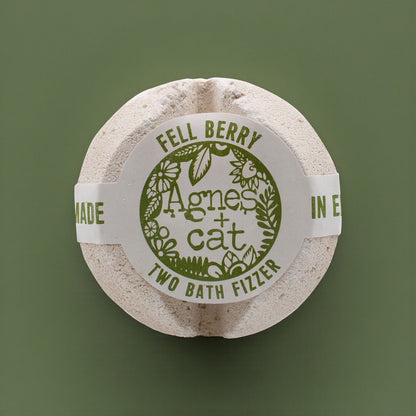 FELL BERRY
Agnes
+
cat
TWO BATH FIZZER
MADE
IN E